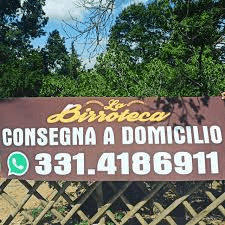 La
Birroteca
CONSEGNA A DOMICILIO
331.4186911